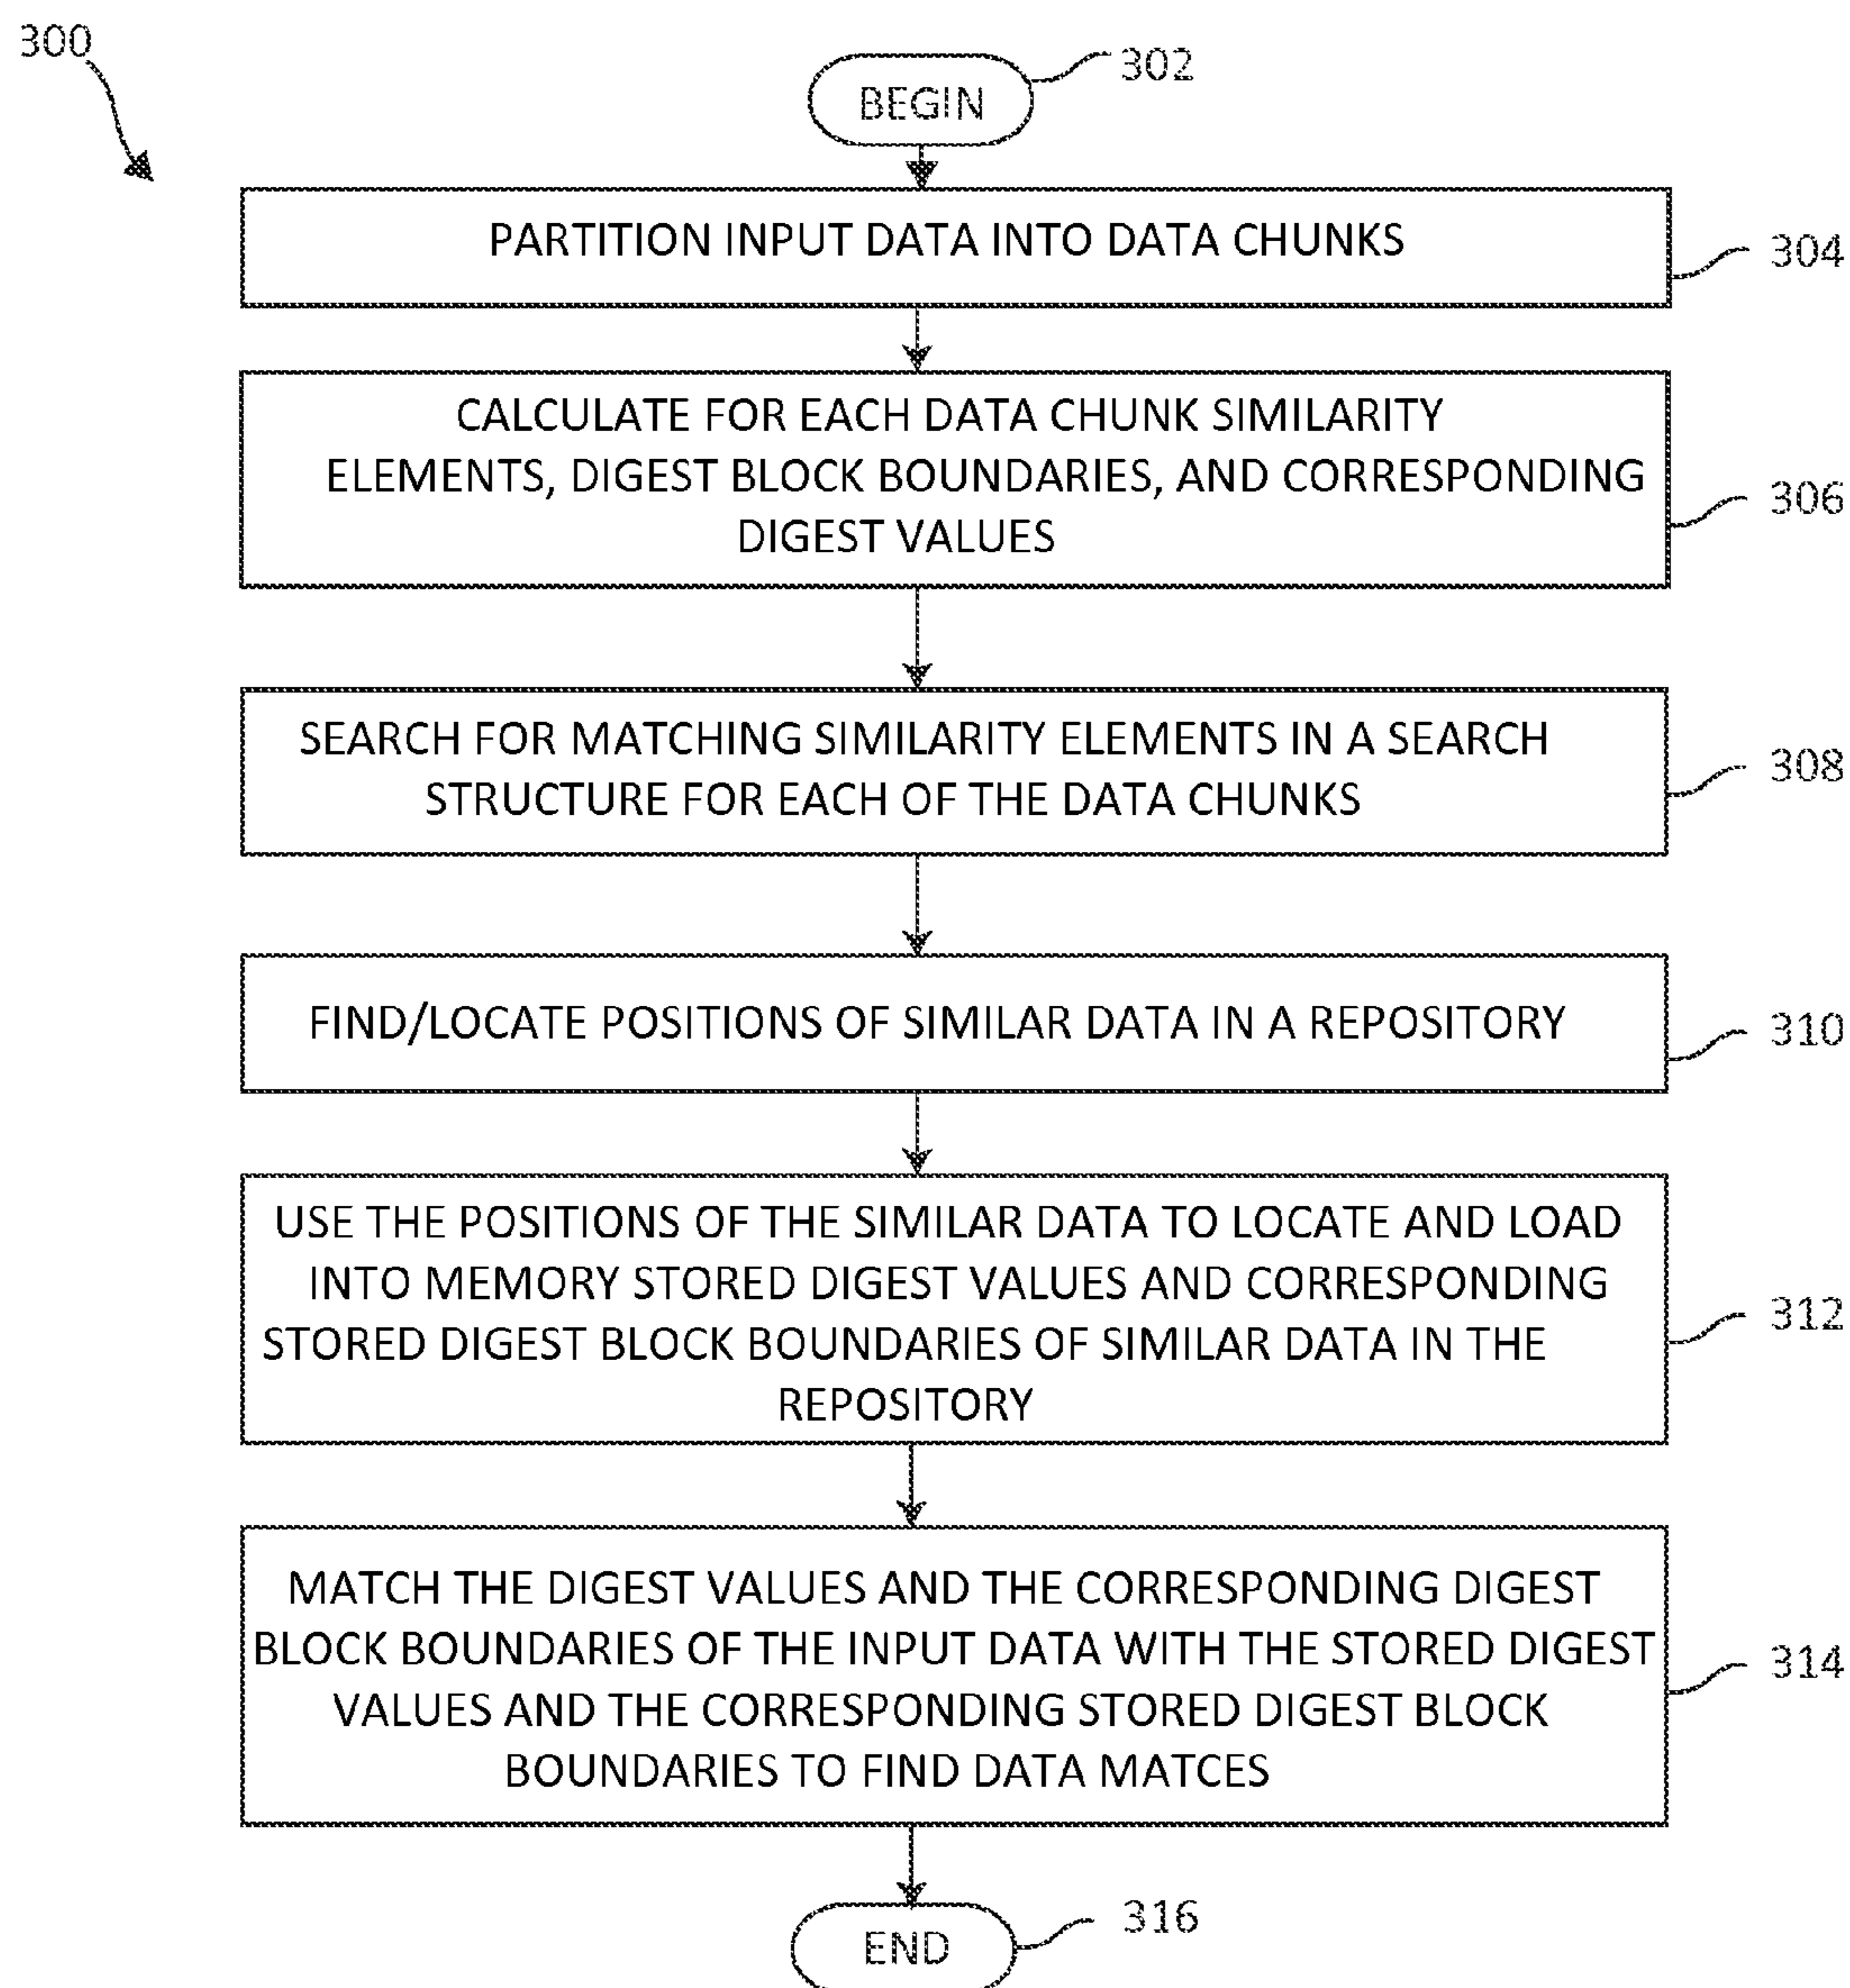 300
302
BEGIN
PARTITION INPUT DATA INTO DATA CHUNKS
304
CALCULATE FOR EACH DATA CHUNK SIMILARITY
ELEMENTS, DIGEST BLOCK BOUNDARIES, AND CORRESPONDING
DIGEST VALUES
306
SEARCH FOR MATCHING SIMILARITY ELEMENTS IN A SEARCH
STRUCTURE FOR EACH OF THE DATA CHUNKS
308
FIND/LOCATE POSITIONS OF SIMILAR DATA IN A REPOSITORY
310
USE THE POSITIONS OF THE SIMILAR DATA TO LOCATE AND LOAD
INTO MEMORY STORED DIGEST VALUES AND CORRESPONDING
STORED DIGEST BLOCK BOUNDARIES OF SIMILAR DATA IN THE
REPOSITORY
312
MATCH THE DIGEST VALUES AND THE CORRESPONDING DIGEST
BLOCK BOUNDARIES OF THE INPUT DATA WITH THE STORED DIGEST
VALUES AND THE CORRESPONDING STORED DIGEST BLOCK
BOUNDARIES TO FIND DATA MATCES
314
END
316